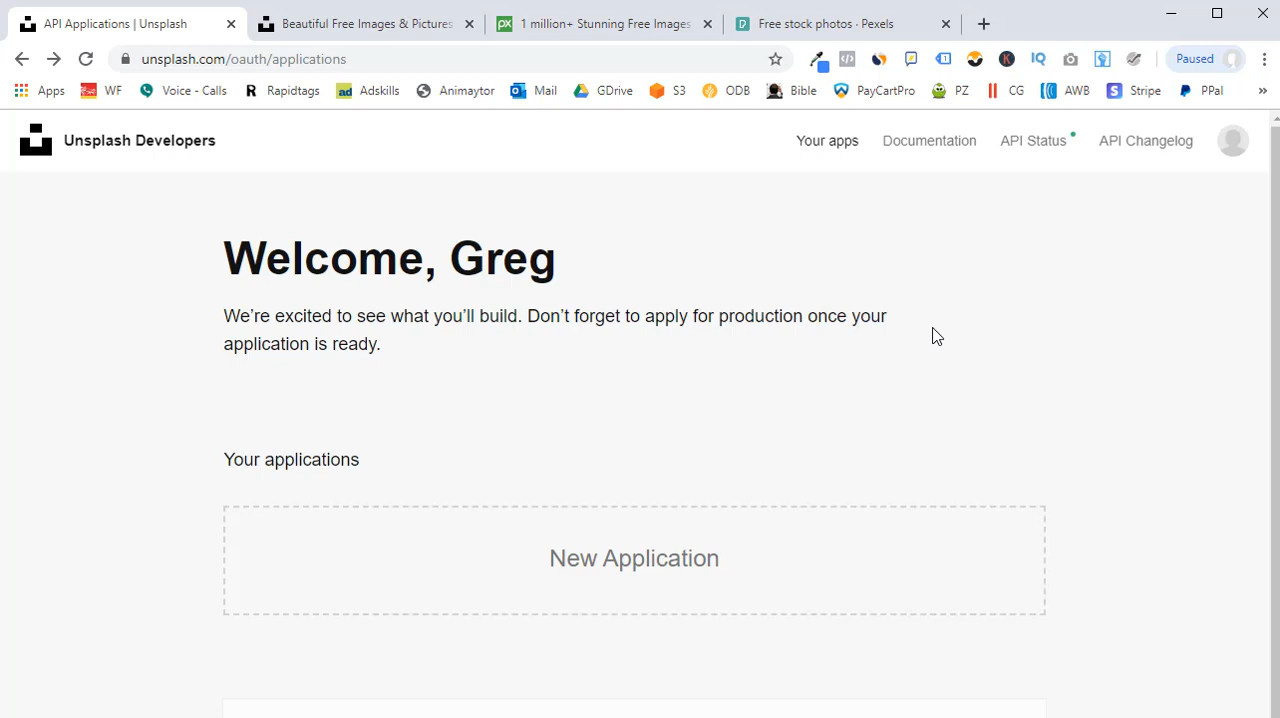 API Applications | Unsplash
Beautiful Free Images & Pictures
px
1 million+ Stunning Free Images
Free stock photos · Pexels
unsplash.com/oauth/applications
IQ
Paused
Apps
WF
Voice - Calls
R Rapidtags
ad Adskills
Animaytor
Mail
GDrive
S3
ODB
Bible
PayCartPro
PZ
CG
AWB
S Stripe
PPal
»
Unsplash Developers
Your apps
Documentation
API Status
API Changelog
Welcome, Greg
We’re excited to see what you’ll build. Don’t forget to apply for production once your
application is ready.
Your applications
New Application